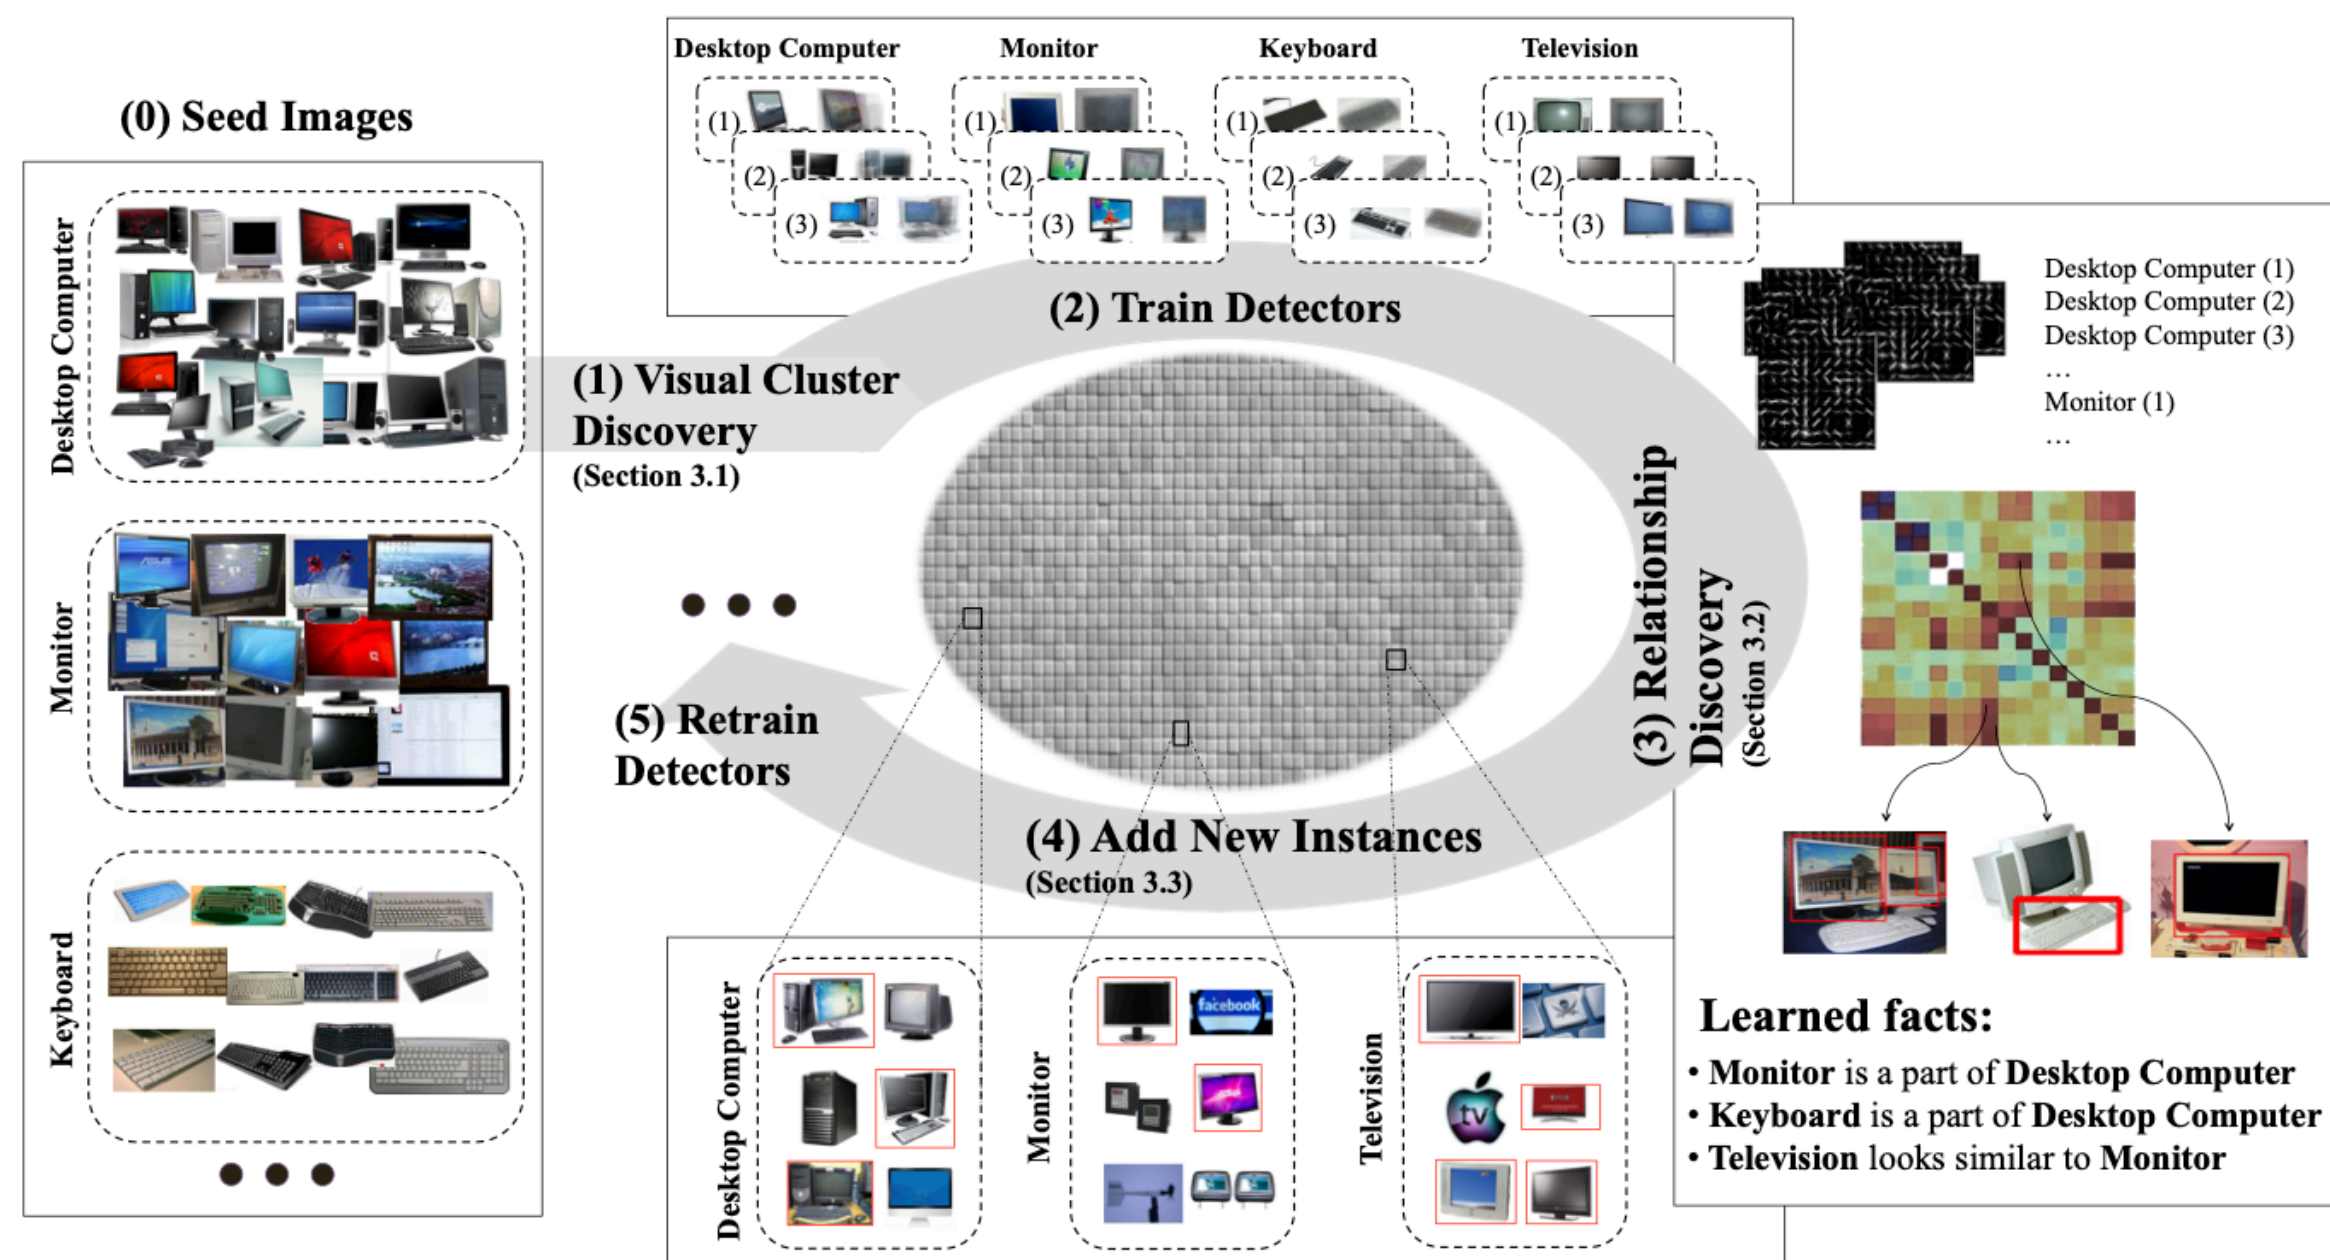 (0) Seed Images
Desktop Computer
Monitor
Keyboard
Desktop Computer
Monitor
Keyboard
Television
(1)
(2)
(3)
(1)
(2)
(3)
(1)
(2)
(3)
(1)
(2)
(3)
(1) Visual Cluster
Discovery
(Section 3.1)
(2) Train Detectors
(3) Relationship
Discovery
(Section 3.2)
Desktop Computer (1)
Desktop Computer (2)
Desktop Computer (3)
…
Monitor (1)
…
(4) Add New Instances
(Section 3.3)
(5) Retrain
Detectors
Desktop Computer
Monitor
facebook
Television
tv
Learned facts:
• Monitor is a part of Desktop Computer
• Keyboard is a part of Desktop Computer
• Television looks similar to Monitor